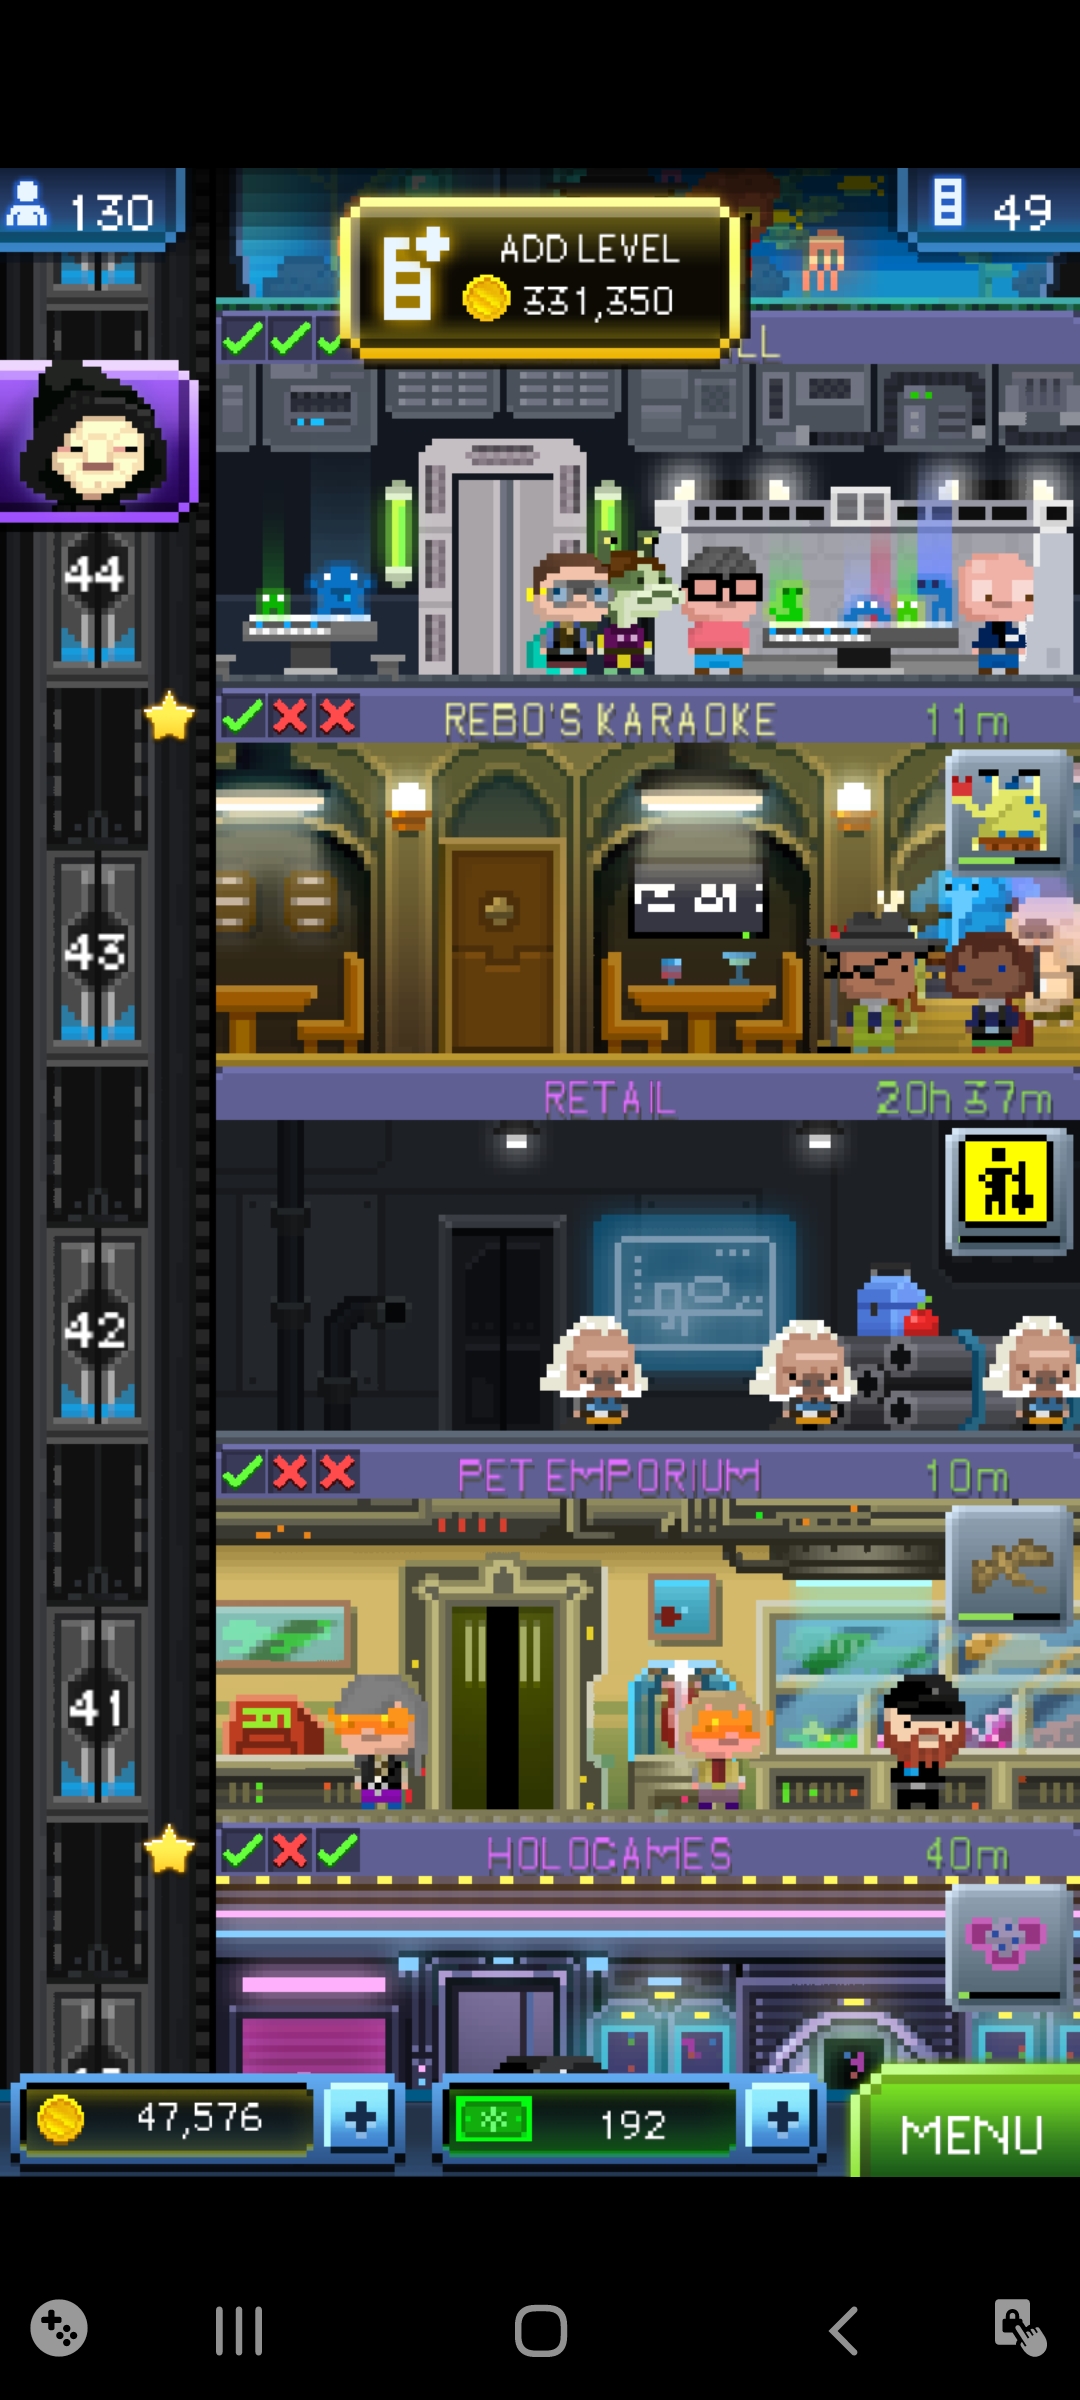 130
ADD LEVEL
331,350
49
LL
44
REBO'S KARAOKE
11m
43
RETAIL
20h 37m
42
PET EMPORIUM
10m
41
HOLOGAMES
40m
47,576
192
MENU